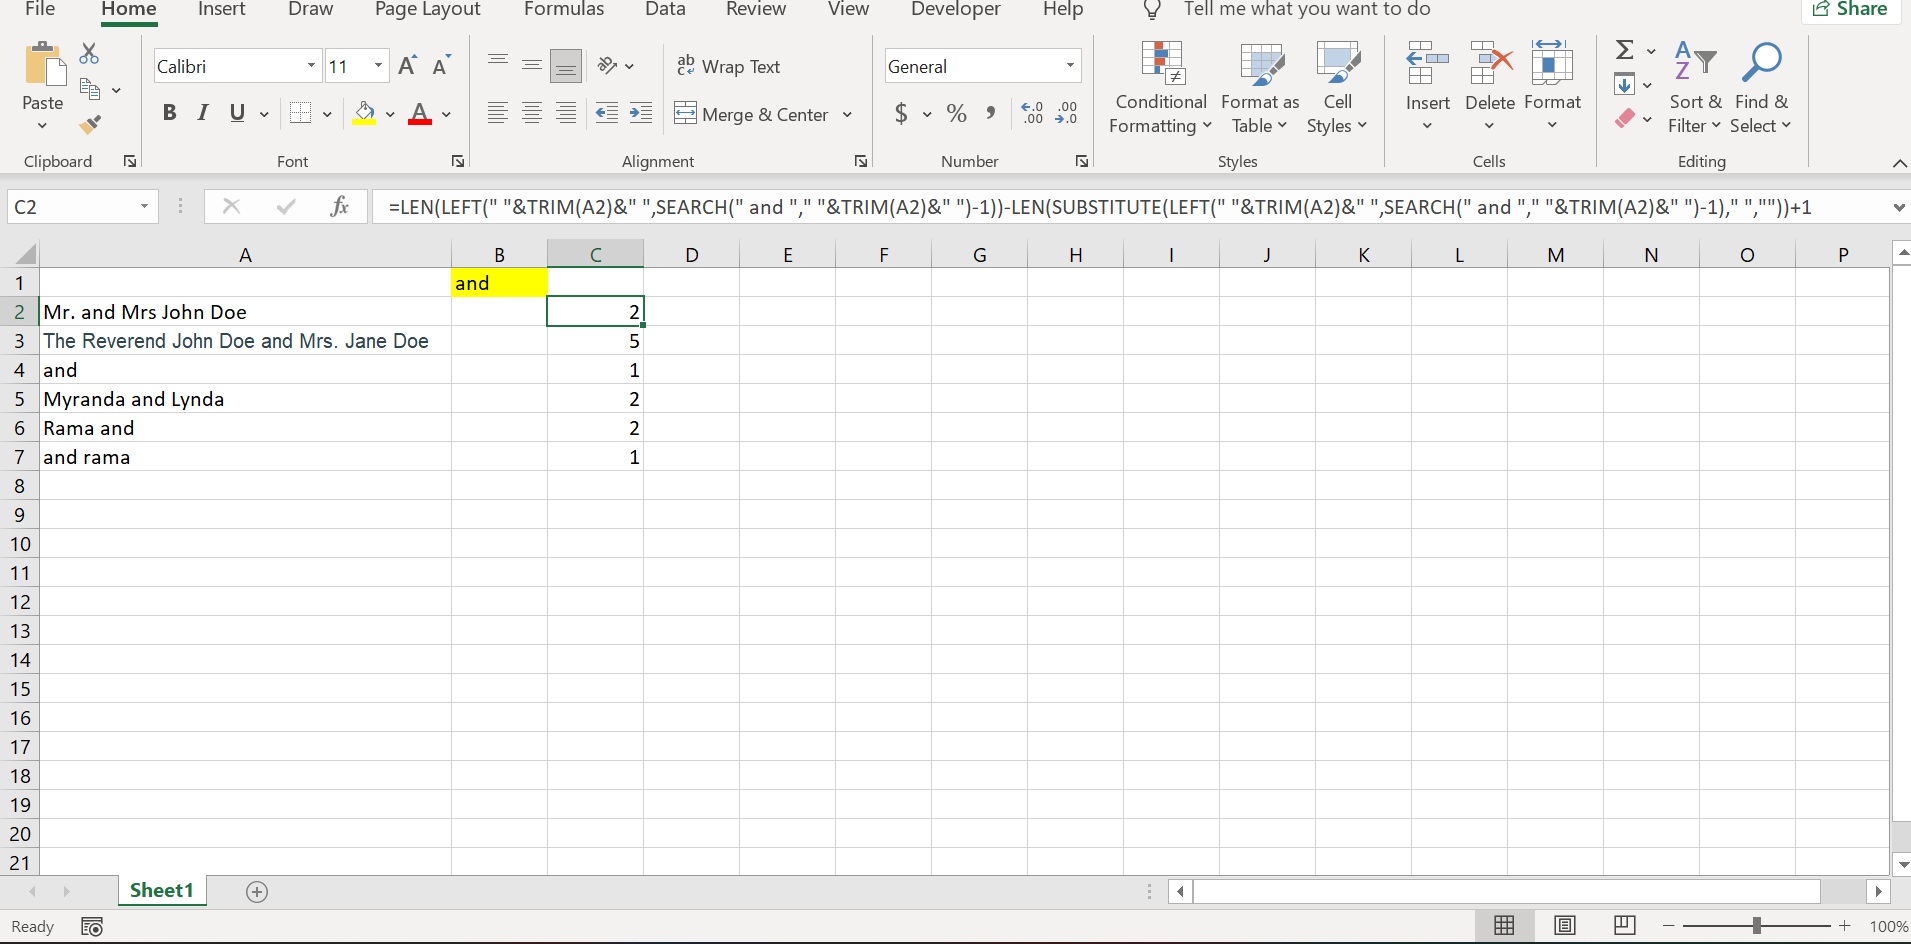 File Home Insert Draw Page Layout Formulas Data Review View Developer Help Tell me what you want to do Share
Paste
Clipboard
Calibri 11
B I U A
Font
ab Wrap Text
Merge & Center
Alignment
General
$ % ,
Number
Conditional Formatting
Format as Table
Cell Styles
Styles
Insert Delete Format
Cells
Sort & Filter
Find & Select
Editing
C2 fx =LEN(LEFT(" "&TRIM(A2)&" ",SEARCH(" and "," "&TRIM(A2)&" ")-1))-LEN(SUBSTITUTE(LEFT(" "&TRIM(A2)&" ",SEARCH(" and "," "&TRIM(A2)&" ")-1)," ",""))+1
A B C D E F G H I J K L M N O P
1 and
2 Mr. and Mrs John Doe 2
3 The Reverend John Doe and Mrs. Jane Doe 5
4 and 1
5 Myranda and Lynda 2
6 Rama and 2
7 and rama 1
8
9
10
11
12
13
14
15
16
17
18
19
20
21
Sheet1
Ready 100%